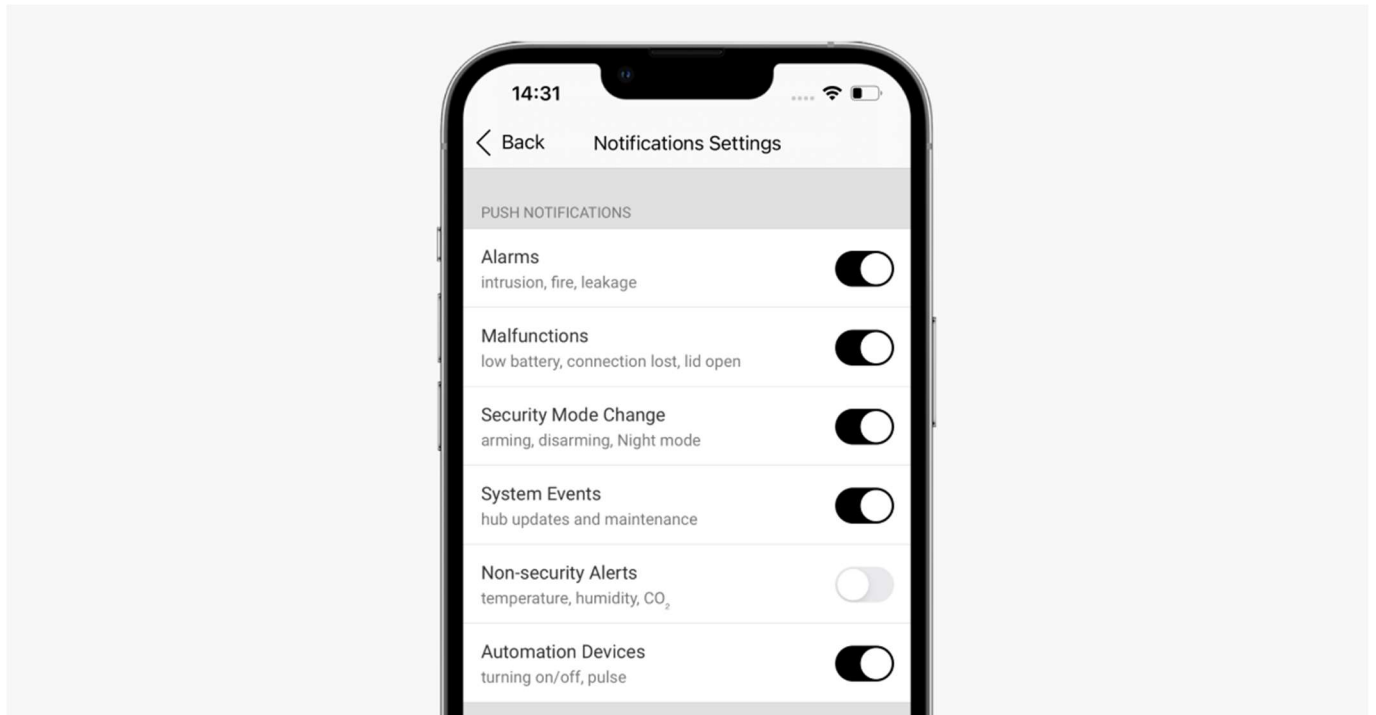 14:31
Back Notifications Settings
PUSH NOTIFICATIONS
Alarms
intrusion, fire, leakage
Malfunctions
low battery, connection lost, lid open
Security Mode Change
arming, disarming, Night mode
System Events
hub updates and maintenance
Non-security Alerts
temperature, humidity, CO₂
Automation Devices
turning on/off, pulse